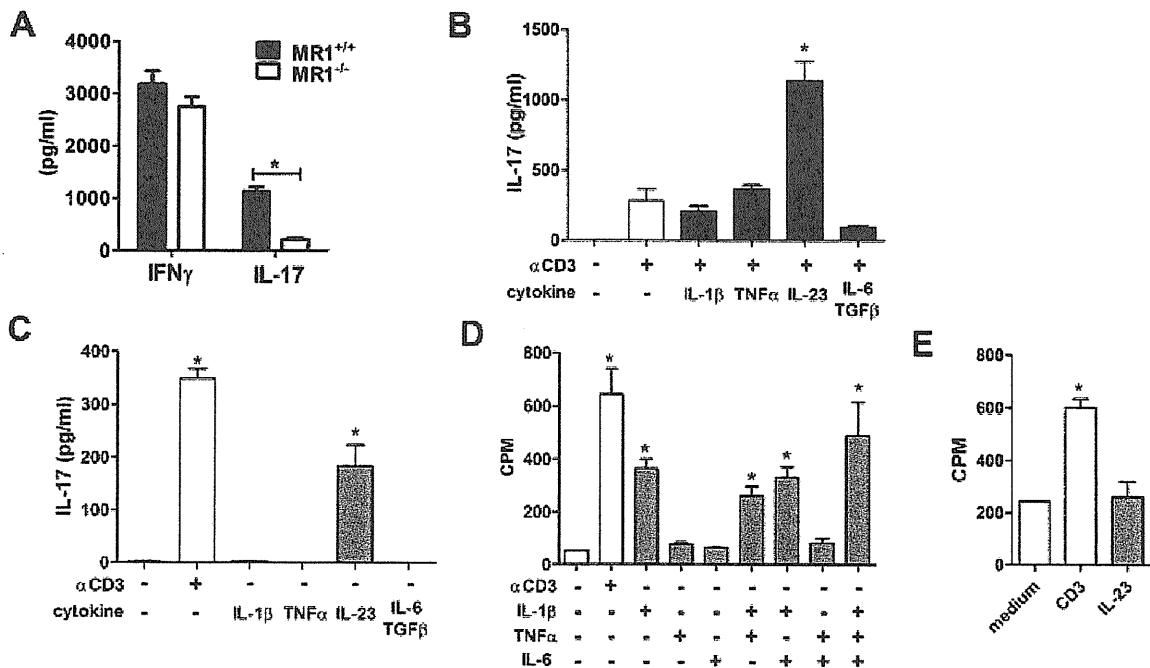 A
4000
3000
2000
1000
0
(pg/ml)
MR1+/+
MR1-/-
*
IFNγ IL-17
B
1500
1000
500
0
IL-17 (pg/ml)
*
αCD3 - + + + + +
cytokine - - IL-1β TNFα IL-23 IL-6
TGFβ
C
400
300
200
100
0
IL-17 (pg/ml)
*
*
αCD3 - + - - - -
cytokine - - IL-1β TNFα IL-23 IL-6
TGFβ
D
800
600
400
200
0
CPM
*
*
*
*
*
αCD3 - + - - - - - - -
IL-1β - - + - - + + - +
TNFα - - - + - + - + +
IL-6 - - - - + - + + +
E
800
600
400
200
0
CPM
*
medium CD3 IL-23